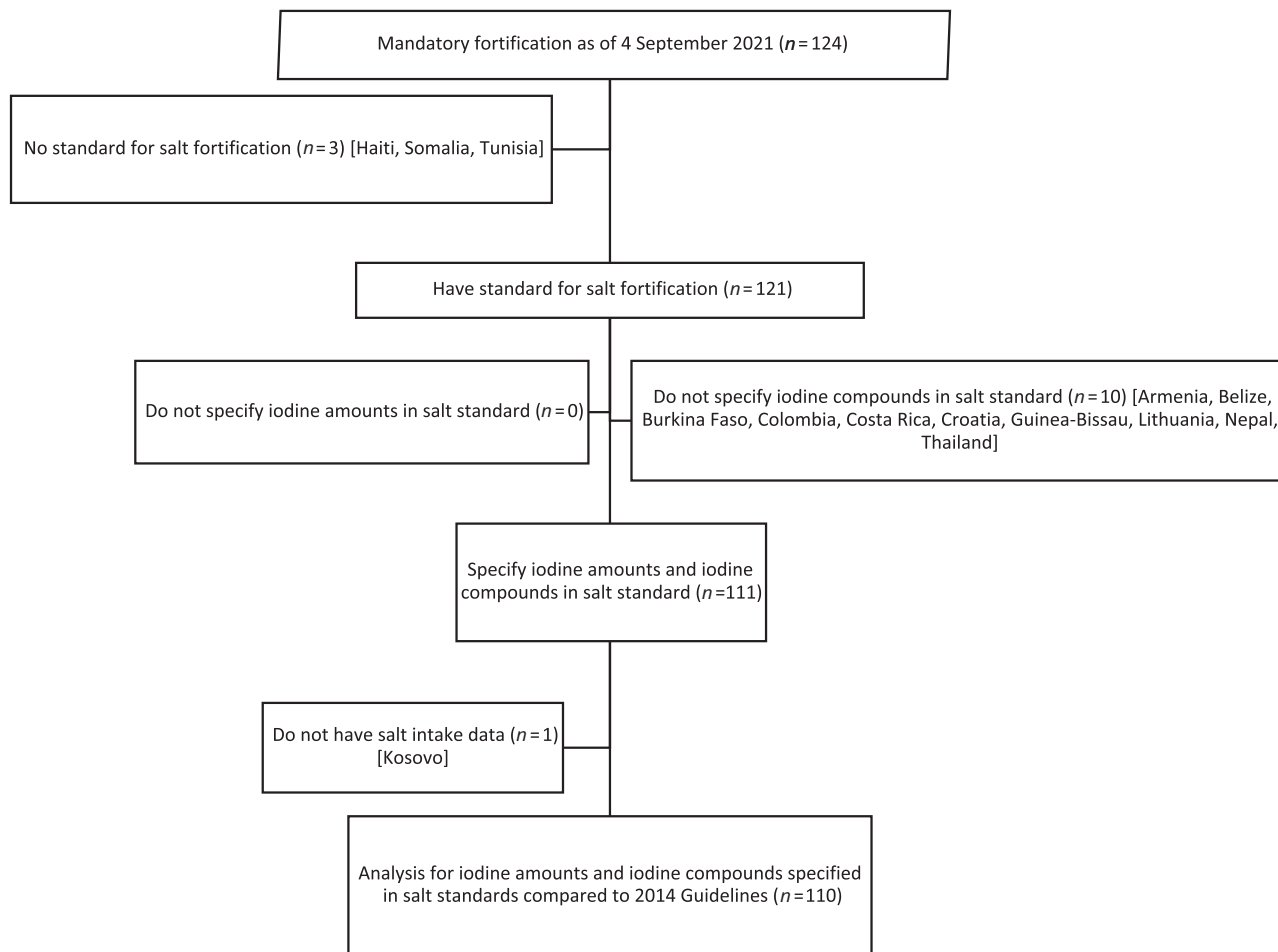 Mandatory fortification as of 4 September 2021 (n=124)
No standard for salt fortification (n=3) [Haiti, Somalia, Tunisia]
Have standard for salt fortification (n=121)
Do not specify iodine amounts in salt standard (n=0)
Do not specify iodine compounds in salt standard (n=10) [Armenia, Belize,
Burkina Faso, Colombia, Costa Rica, Croatia, Guinea-Bissau, Lithuania, Nepal,
Thailand]
Specify iodine amounts and iodine
compounds in salt standard (n=111)
Do not have salt intake data (n=1)
[Kosovo]
Analysis for iodine amounts and iodine compounds specified
in salt standards compared to 2014 Guidelines (n=110)